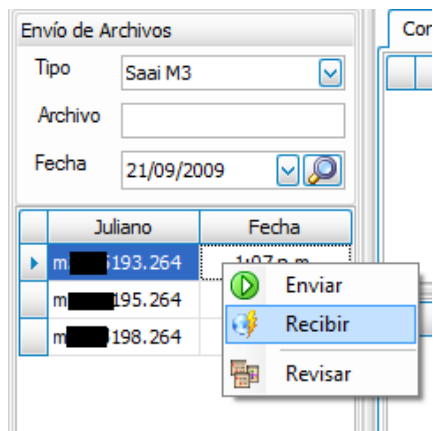 Envío de Archivos
Tipo
Saai M3
Archivo
Fecha
21/09/2009
Juliano Fecha
193.264
195.264
198.264
Enviar
Recibir
Revisar